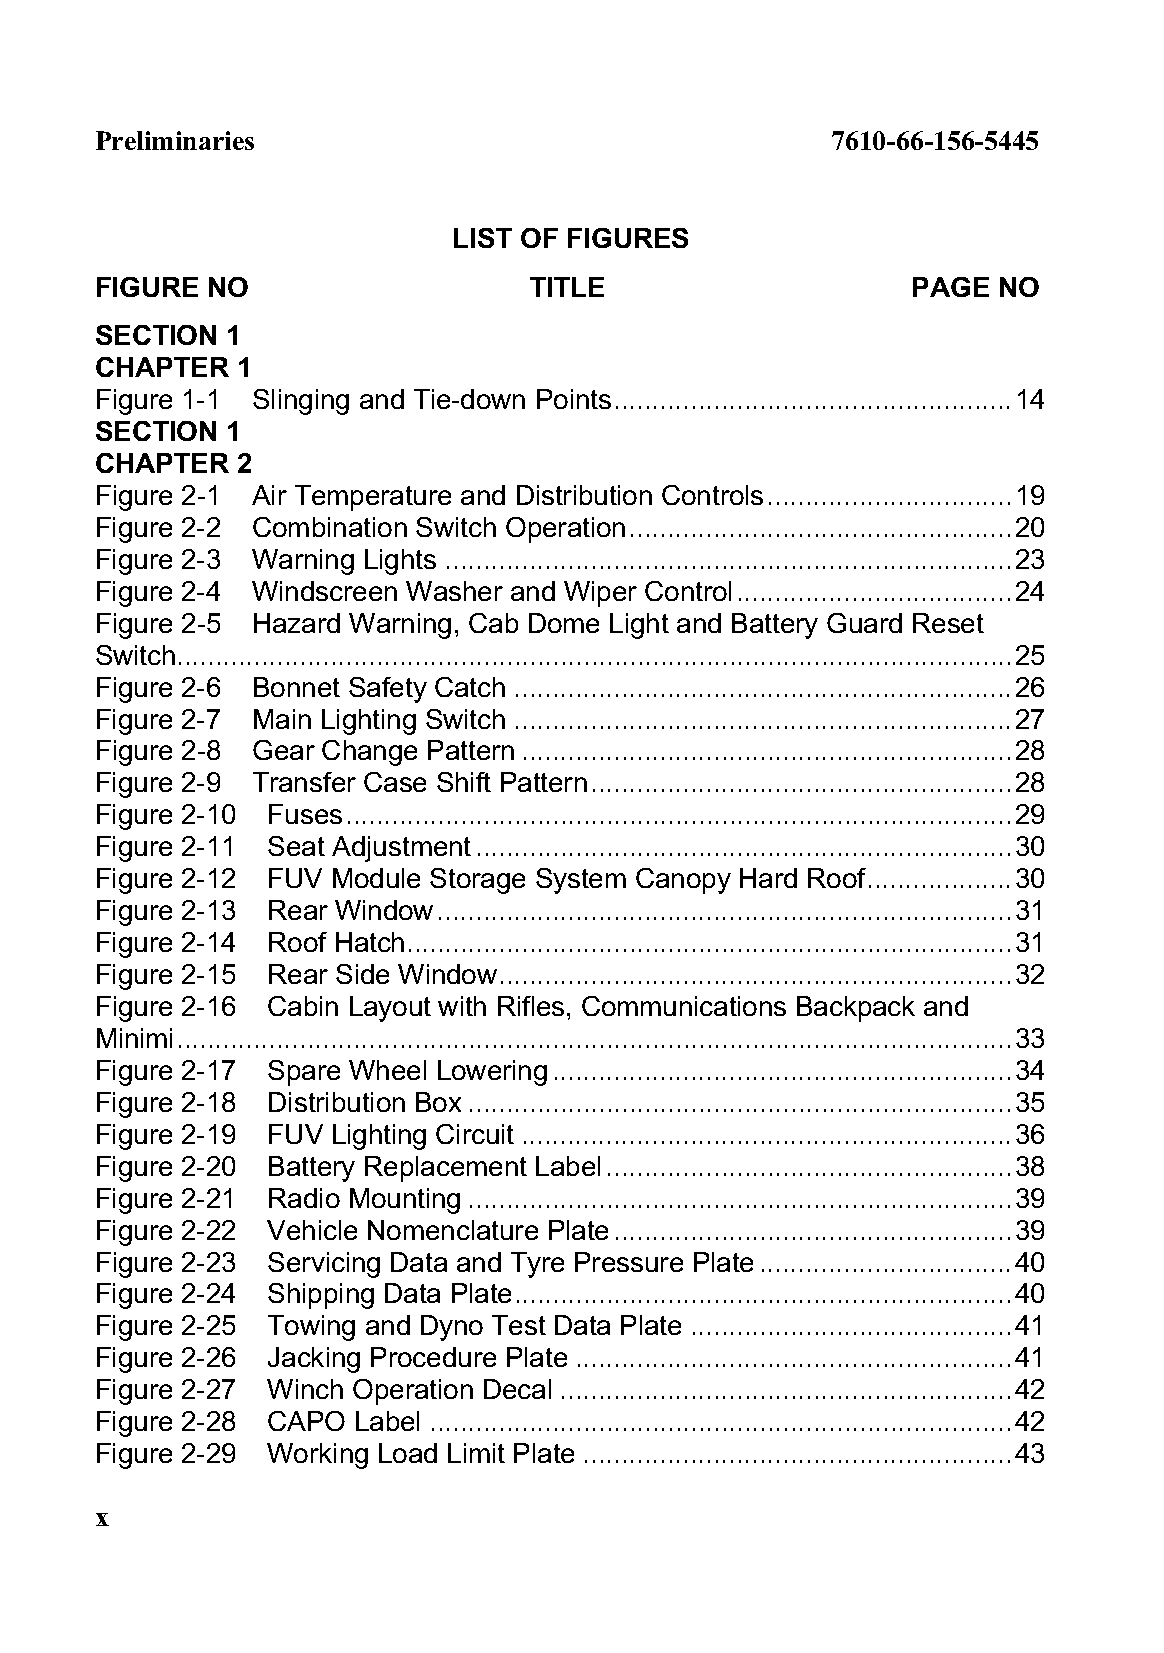 Preliminaries 7610-66-156-5445
LIST OF FIGURES
FIGURE NO TITLE PAGE NO
SECTION 1
CHAPTER 1
Figure 1-1 Slinging and Tie-down Points....................................................14
SECTION 1
CHAPTER 2
Figure 2-1 Air Temperature and Distribution Controls................................19
Figure 2-2 Combination Switch Operation..................................................20
Figure 2-3 Warning Lights ..........................................................................23
Figure 2-4 Windscreen Washer and Wiper Control....................................24
Figure 2-5 Hazard Warning, Cab Dome Light and Battery Guard Reset
Switch.............................................................................................................25
Figure 2-6 Bonnet Safety Catch .................................................................26
Figure 2-7 Main Lighting Switch .................................................................27
Figure 2-8 Gear Change Pattern ................................................................28
Figure 2-9 Transfer Case Shift Pattern.......................................................28
Figure 2-10 Fuses.......................................................................................29
Figure 2-11 Seat Adjustment......................................................................30
Figure 2-12 FUV Module Storage System Canopy Hard Roof...................30
Figure 2-13 Rear Window...........................................................................31
Figure 2-14 Roof Hatch...............................................................................31
Figure 2-15 Rear Side Window...................................................................32
Figure 2-16 Cabin Layout with Rifles, Communications Backpack and
Minimi.............................................................................................................33
Figure 2-17 Spare Wheel Lowering............................................................34
Figure 2-18 Distribution Box .......................................................................35
Figure 2-19 FUV Lighting Circuit ................................................................36
Figure 2-20 Battery Replacement Label.....................................................38
Figure 2-21 Radio Mounting .......................................................................39
Figure 2-22 Vehicle Nomenclature Plate....................................................39
Figure 2-23 Servicing Data and Tyre Pressure Plate.................................40
Figure 2-24 Shipping Data Plate.................................................................40
Figure 2-25 Towing and Dyno Test Data Plate ..........................................41
Figure 2-26 Jacking Procedure Plate .........................................................41
Figure 2-27 Winch Operation Decal ...........................................................42
Figure 2-28 CAPO Label ............................................................................42
Figure 2-29 Working Load Limit Plate ........................................................43
x